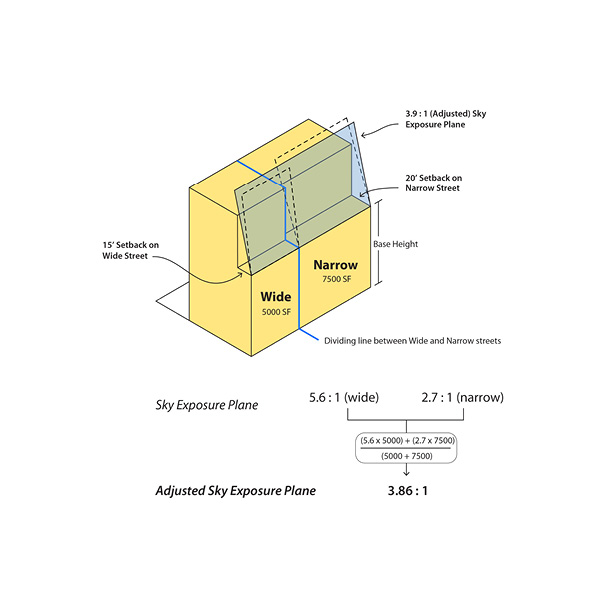 3.9 : 1 (Adjusted) Sky
Exposure Plane
20’ Setback on
Narrow Street
15’ Setback on
Wide Street
Base Height
Narrow
7500 SF
Wide
5000 SF
Dividing line between Wide and Narrow streets
Sky Exposure Plane
5.6 : 1 (wide)
2.7 : 1 (narrow)
(5.6 x 5000) + (2.7 x 7500)
(5000 + 7500)
Adjusted Sky Exposure Plane
3.86 : 1